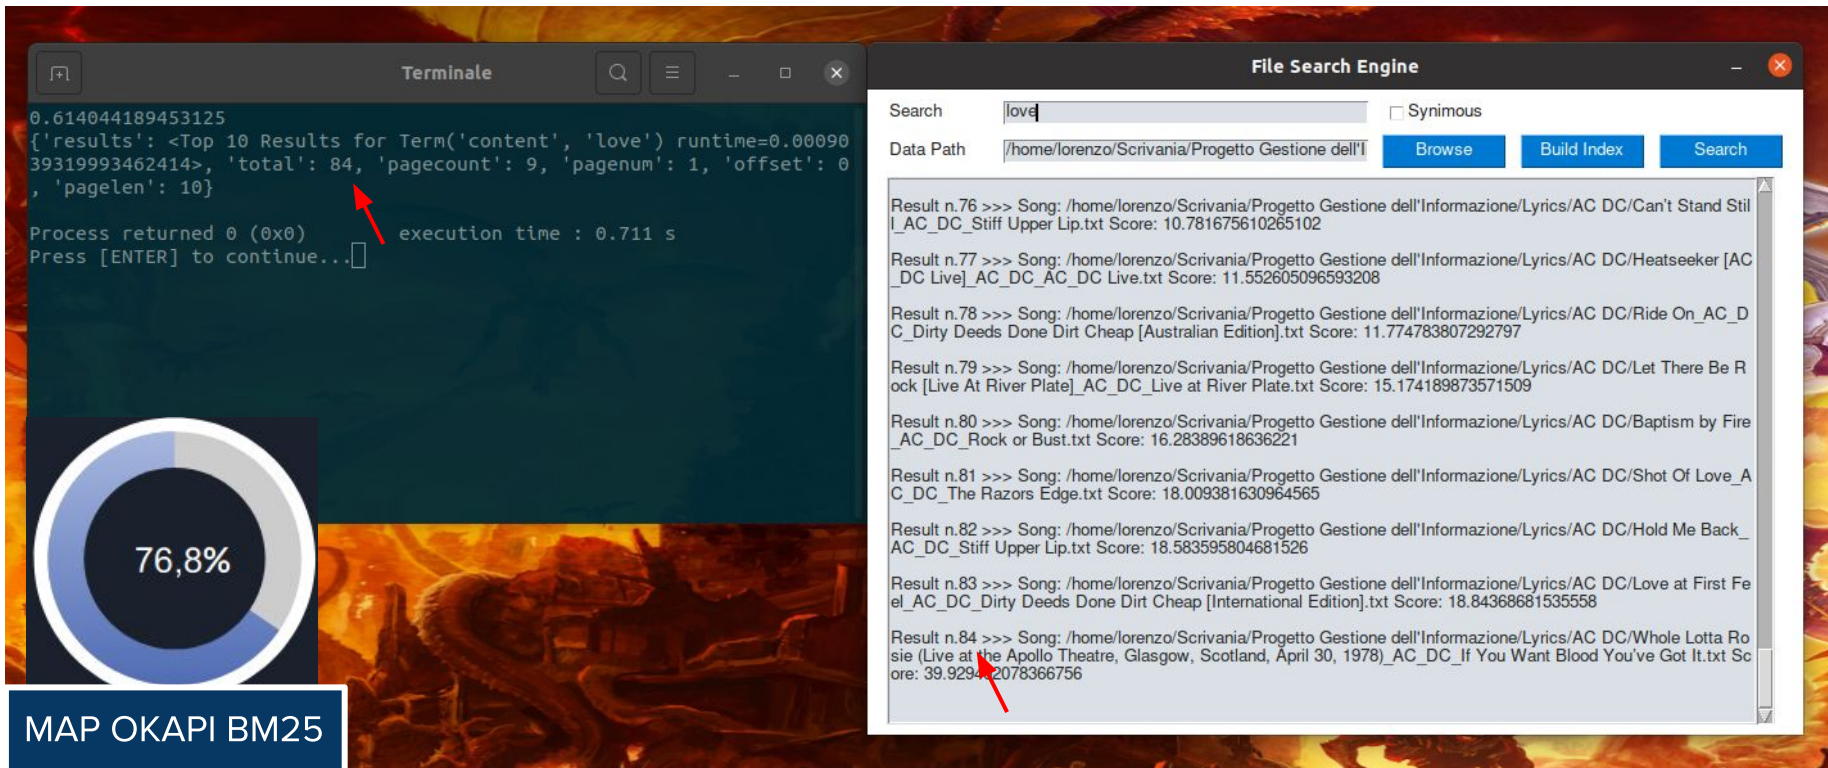 Terminale
0.614044189453125
{'results': <Top 10 Results for Term('content', 'love') runtime=0.00090
39319993462414>, 'total': 84, 'pagecount': 9, 'pagenum': 1, 'offset': 0
, 'pagelen': 10}
Process returned 0 (0x0) execution time : 0.711 s
Press [ENTER] to continue...
76,8%
MAP OKAPI BM25
File Search Engine
Search love Synimous
Data Path /home/lorenzo/Scrivania/Progetto Gestione dell'I Browse Build Index Search
Result n.76 >>> Song: /home/lorenzo/Scrivania/Progetto Gestione dell'Informazione/Lyrics/AC DC/Can't Stand Stil
l_AC_DC_Stiff Upper Lip.txt Score: 10.781675610265102
Result n.77 >>> Song: /home/lorenzo/Scrivania/Progetto Gestione dell'Informazione/Lyrics/AC DC/Heatseeker [AC
_DC Live]_AC_DC_AC_DC Live.txt Score: 11.552605096593208
Result n.78 >>> Song: /home/lorenzo/Scrivania/Progetto Gestione dell'Informazione/Lyrics/AC DC/Ride On_AC_D
C_Dirty Deeds Done Dirt Cheap [Australian Edition].txt Score: 11.774783807292797
Result n.79 >>> Song: /home/lorenzo/Scrivania/Progetto Gestione dell'Informazione/Lyrics/AC DC/Let There Be R
ock [Live At River Plate]_AC_DC_Live at River Plate.txt Score: 15.174189873571509
Result n.80 >>> Song: /home/lorenzo/Scrivania/Progetto Gestione dell'Informazione/Lyrics/AC DC/Baptism by Fire
_AC_DC_Rock or Bust.txt Score: 16.28389618636221
Result n.81 >>> Song: /home/lorenzo/Scrivania/Progetto Gestione dell'Informazione/Lyrics/AC DC/Shot Of Love_A
C_DC_The Razors Edge.txt Score: 18.009381630964565
Result n.82 >>> Song: /home/lorenzo/Scrivania/Progetto Gestione dell'Informazione/Lyrics/AC DC/Hold Me Back_
AC_DC_Stiff Upper Lip.txt Score: 18.583595804681526
Result n.83 >>> Song: /home/lorenzo/Scrivania/Progetto Gestione dell'Informazione/Lyrics/AC DC/Love at First Fe
el_AC_DC_Dirty Deeds Done Dirt Cheap [International Edition].txt Score: 18.84368681535558
Result n.84 >>> Song: /home/lorenzo/Scrivania/Progetto Gestione dell'Informazione/Lyrics/AC DC/Whole Lotta Ro
sie (Live at the Apollo Theatre, Glasgow, Scotland, April 30, 1978)_AC_DC_If You Want Blood You've Got It.txt Sc
ore: